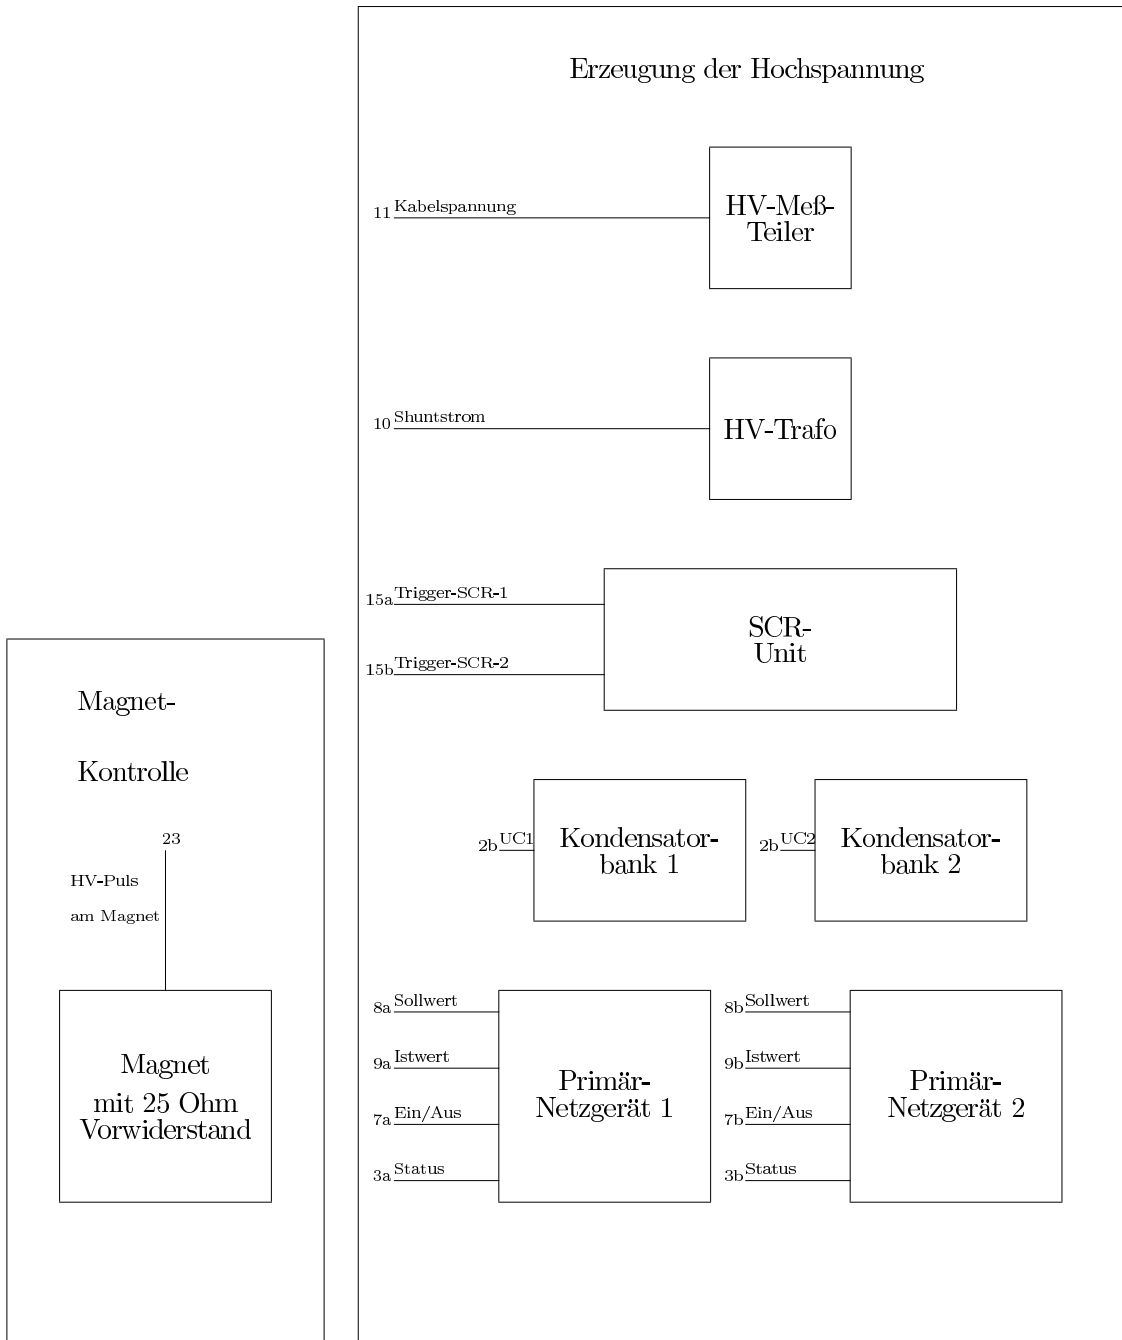 Erzeugung der Hochspannung
11 Kabelspannung
HV-Meß-
Teiler
10 Shuntstrom
HV-Trafo
15a Trigger-SCR-1
15b Trigger-SCR-2
SCR-
Unit
2b UC1
Kondensator-
bank 1
2b UC2
Kondensator-
bank 2
8a Sollwert
9a Istwert
7a Ein/Aus
3a Status
Primär-
Netzgerät 1
8b Sollwert
9b Istwert
7b Ein/Aus
3b Status
Primär-
Netzgerät 2
Magnet-
Kontrolle
23
HV-Puls
am Magnet
Magnet
mit 25 Ohm
Vorwiderstand